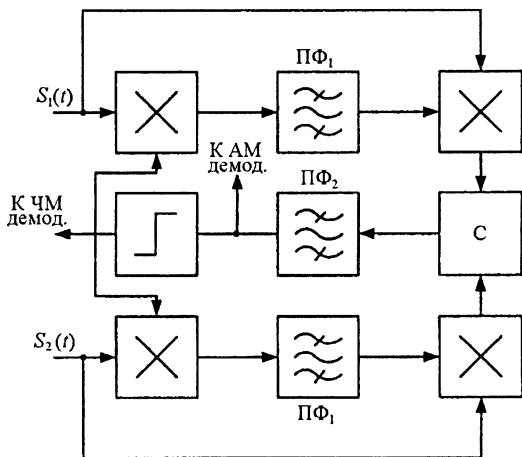 ПФ₁
S₁(t)
К АМ
демод.
К ЧМ
демод.
ПФ₂
С
S₂(t)
ПФ₁